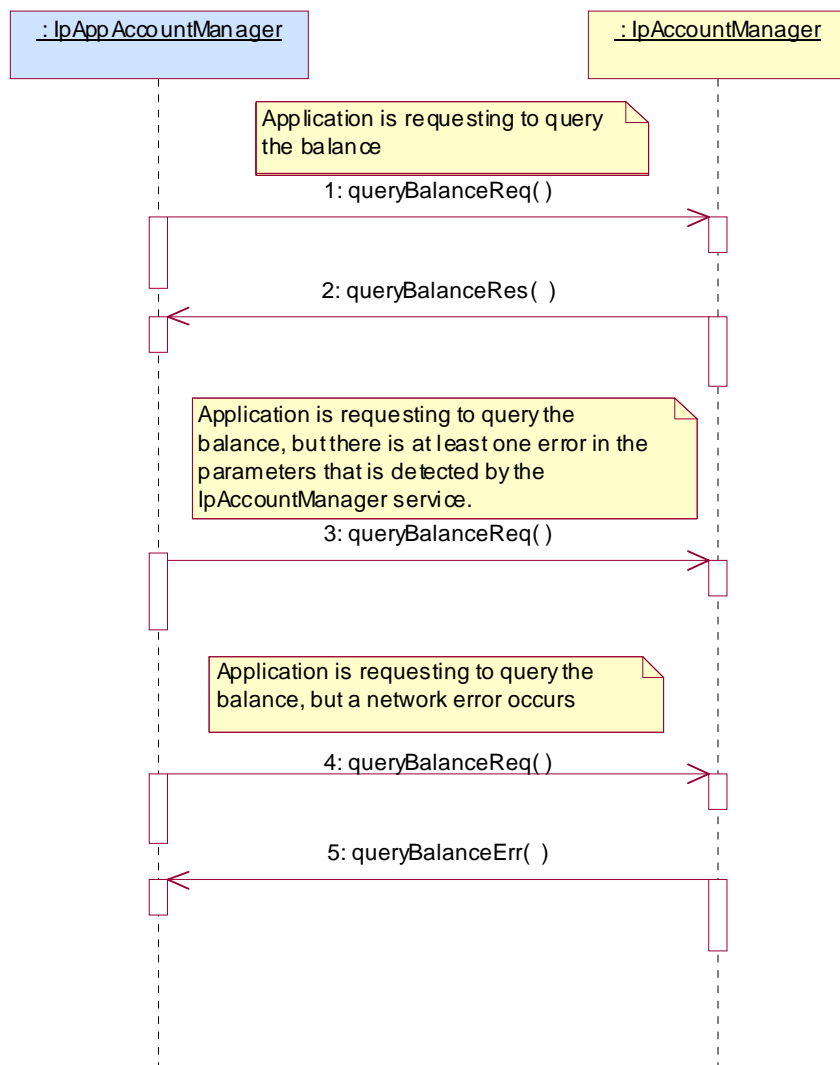 : IpAppAccountManager
: IpAccountManager
Application is requesting to query
the balance
1: queryBalanceReq( )
2: queryBalanceRes( )
Application is requesting to query the
balance, but there is at least one error in the
parameters that is detected by the
IpAccountManager service.
3: queryBalanceReq( )
Application is requesting to query the
balance, but a network error occurs
4: queryBalanceReq( )
5: queryBalanceErr( )